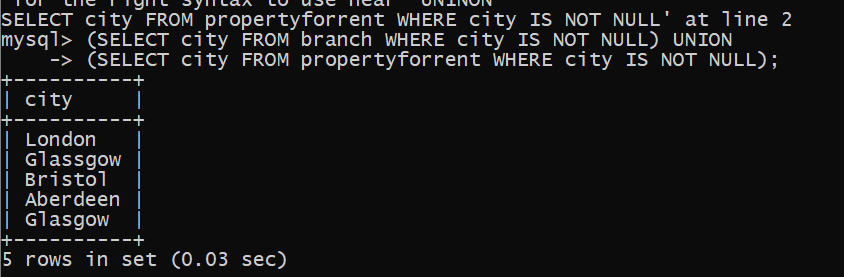 for the right syntax to use near 'UNINON
SELECT city FROM propertyforrent WHERE city IS NOT NULL' at line 2
mysql> (SELECT city FROM branch WHERE city IS NOT NULL) UNION
    -> (SELECT city FROM propertyforrent WHERE city IS NOT NULL);
+----------+
| city     |
+----------+
| London   |
| Glassgow |
| Bristol  |
| Aberdeen |
| Glasgow  |
+----------+
5 rows in set (0.03 sec)